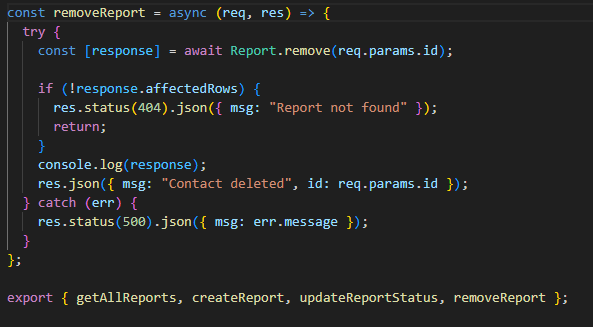 const removeReport = async (req, res) => {
  try {
    const [response] = await Report.remove(req.params.id);

    if (!response.affectedRows) {
      res.status(404).json({ msg: "Report not found" });
      return;
    }
    console.log(response);
    res.json({ msg: "Contact deleted", id: req.params.id });
  } catch (err) {
    res.status(500).json({ msg: err.message });
  }
};

export { getAllReports, createReport, updateReportStatus, removeReport };